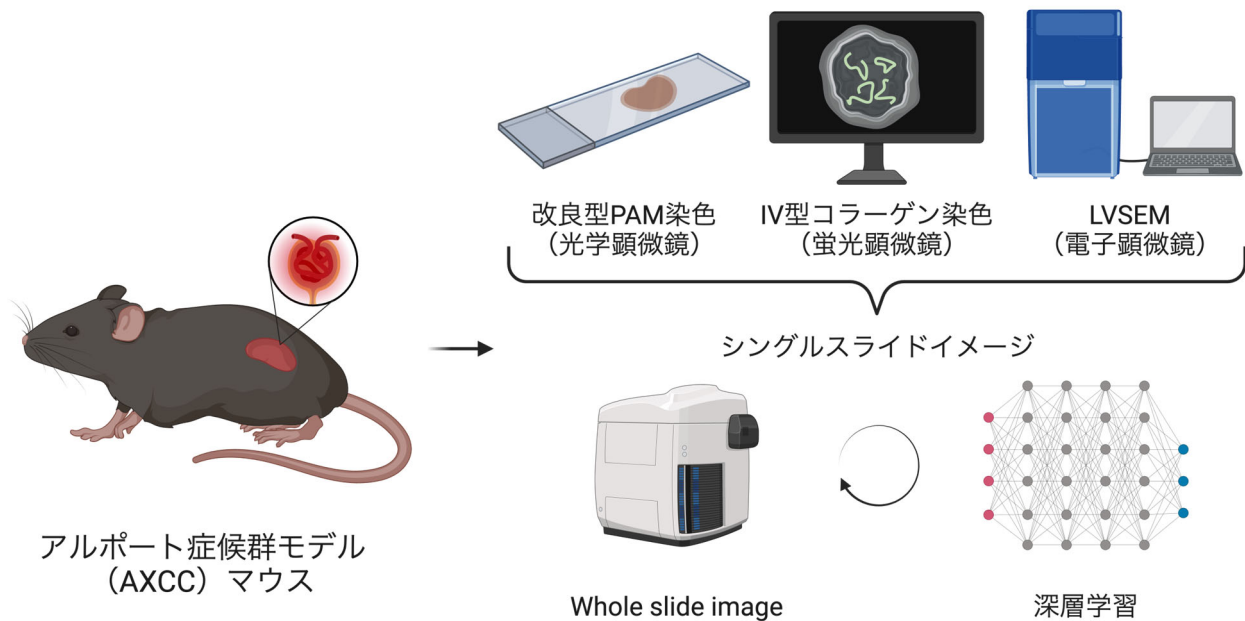 改良型PAM染色
（光学顕微鏡）
IV型コラーゲン染色
（蛍光顕微鏡）
LVSEM
（電子顕微鏡）
シングルスライドイメージ
アルポート症候群モデル
（AXCC）マウス
Whole slide image
深層学習